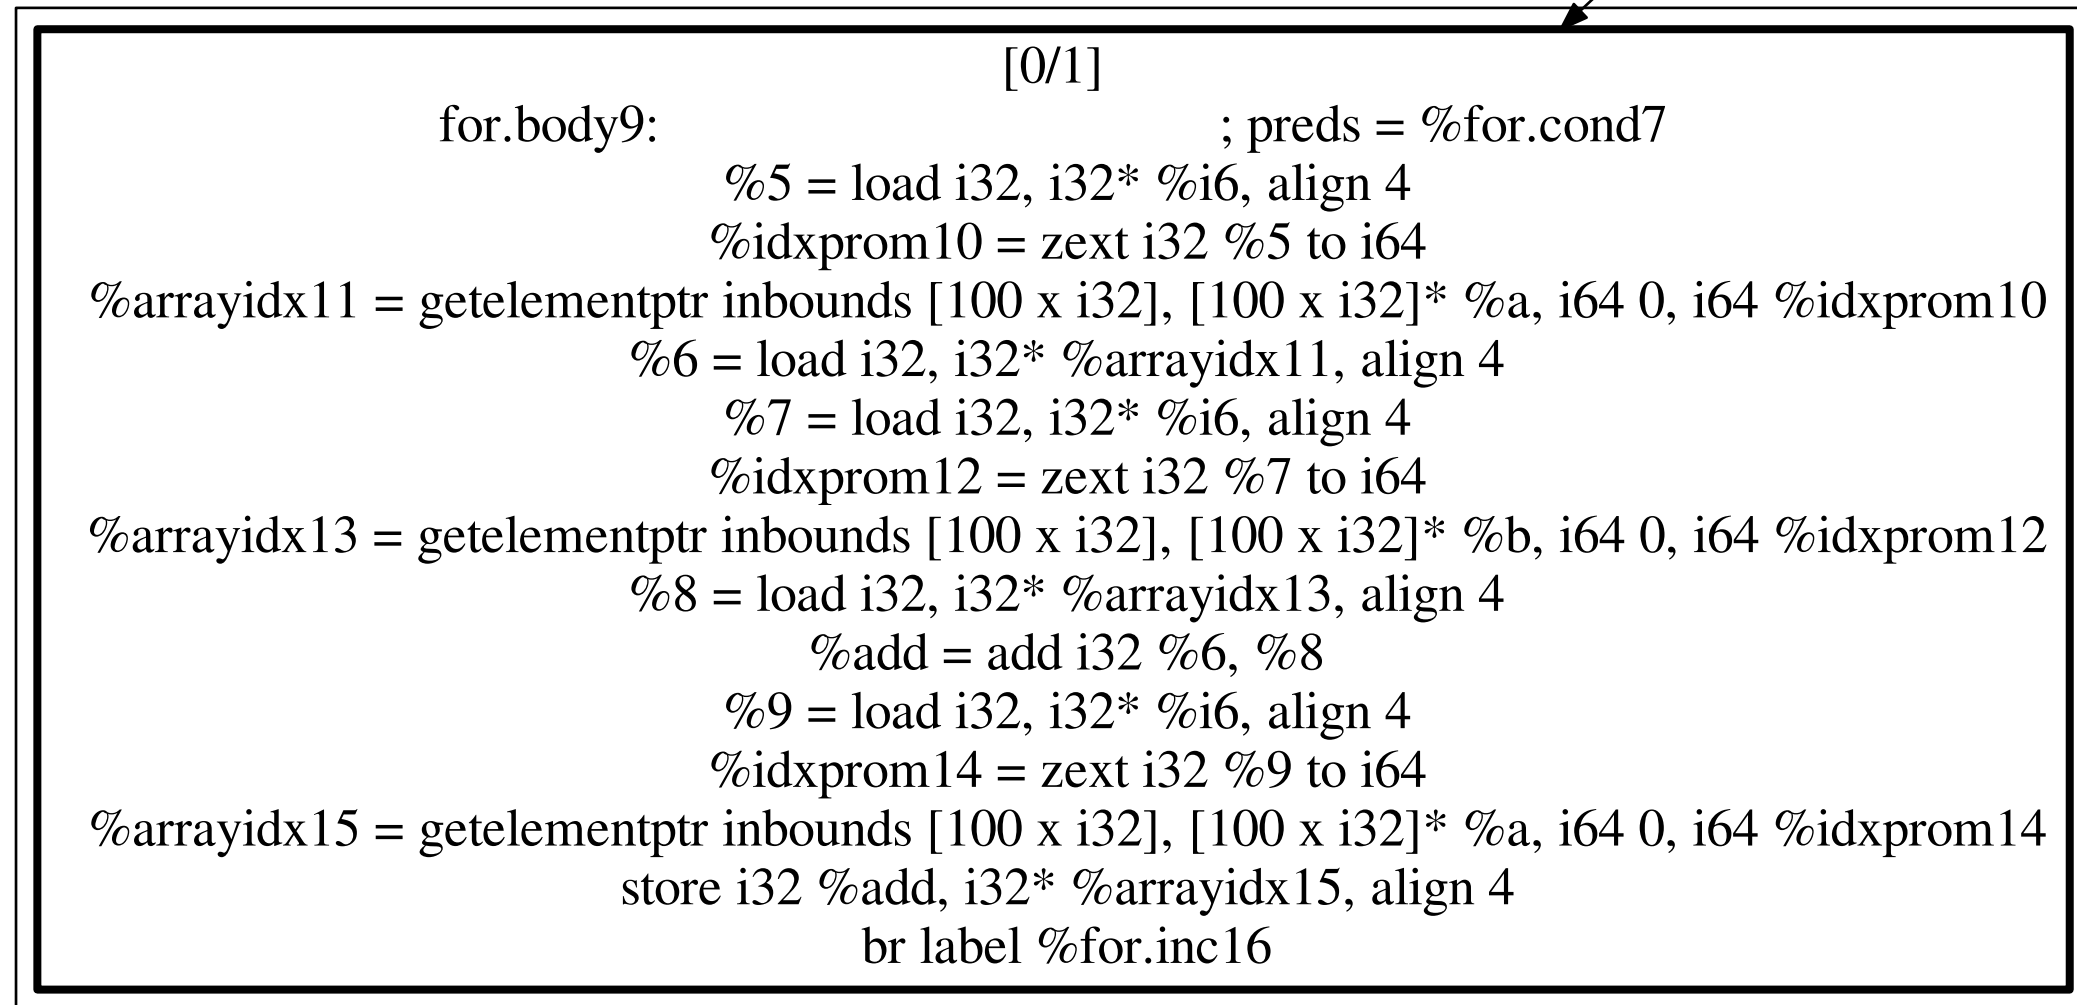 [0/1]
for.body9: ; preds = %for.cond7
%5 = load i32, i32* %i6, align 4
%idxprom10 = zext i32 %5 to i64
%arrayidx11 = getelementptr inbounds [100 x i32], [100 x i32]* %a, i64 0, i64 %idxprom10
%6 = load i32, i32* %arrayidx11, align 4
%7 = load i32, i32* %i6, align 4
%idxprom12 = zext i32 %7 to i64
%arrayidx13 = getelementptr inbounds [100 x i32], [100 x i32]* %b, i64 0, i64 %idxprom12
%8 = load i32, i32* %arrayidx13, align 4
%add = add i32 %6, %8
%9 = load i32, i32* %i6, align 4
%idxprom14 = zext i32 %9 to i64
%arrayidx15 = getelementptr inbounds [100 x i32], [100 x i32]* %a, i64 0, i64 %idxprom14
store i32 %add, i32* %arrayidx15, align 4
br label %for.inc16